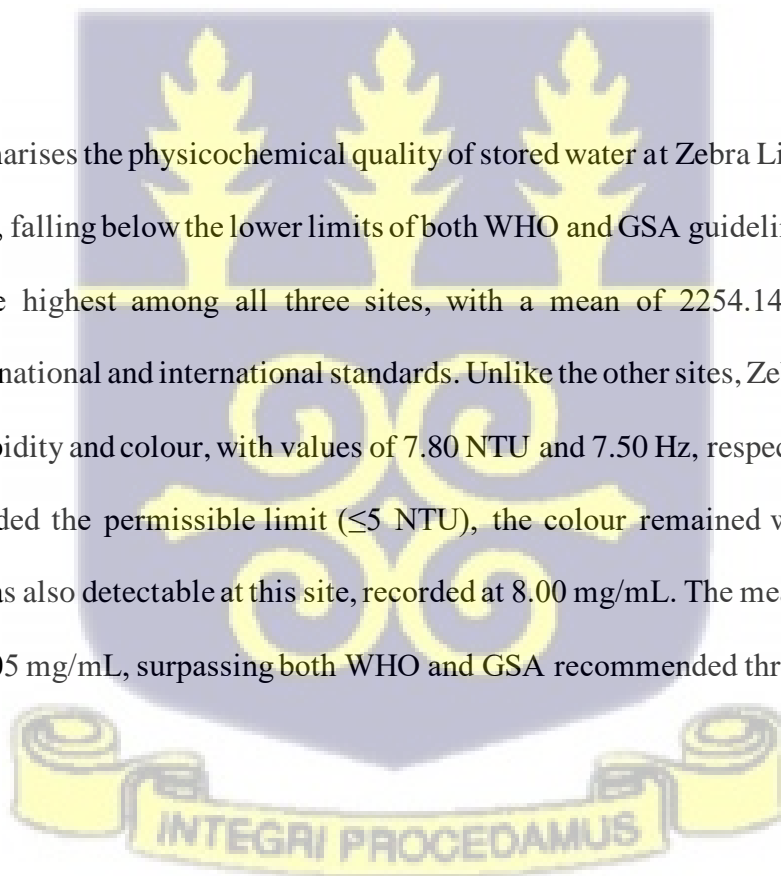 arises the physicochemical quality of stored water at Zebra Li
, falling below the lower limits of both WHO and GSA guidelin
highest among all three sites, with a mean of 2254.14
national and international standards. Unlike the other sites, Ze
bidity and colour, with values of 7.80 NTU and 7.50 Hz, respec
ded the permissible limit (≤5 NTU), the colour remained w
as also detectable at this site, recorded at 8.00 mg/mL. The mea
05 mg/mL, surpassing both WHO and GSA recommended thr
INTEGRI PROCEDAMUS